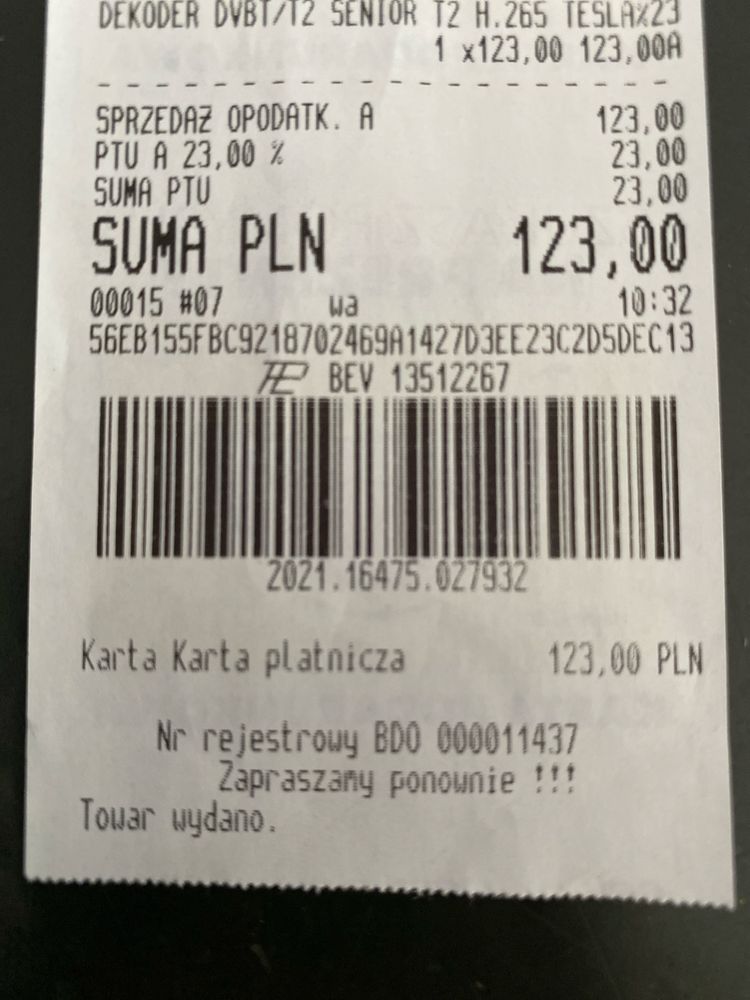 DEKODER DVBT/T2 SENIOR T2 H.265 TESLA%23
1 x123,00 123,00A
SPRZEDAŻ OPODATK. A 123,00
PTU A 23,00 % 23,00
SUMA PTU 23,00
SUMA PLN 123,00
00015 #07 wa 10:32
56EB155FBC9218702469A1427D3EE23C2D5DEC13
BEV 13512267
2021.16475.027932
Karta Karta płatnicza 123,00 PLN
Nr rejestrowy BDO 000011437
Zapraszamy ponownie !!!
Towar wydano.